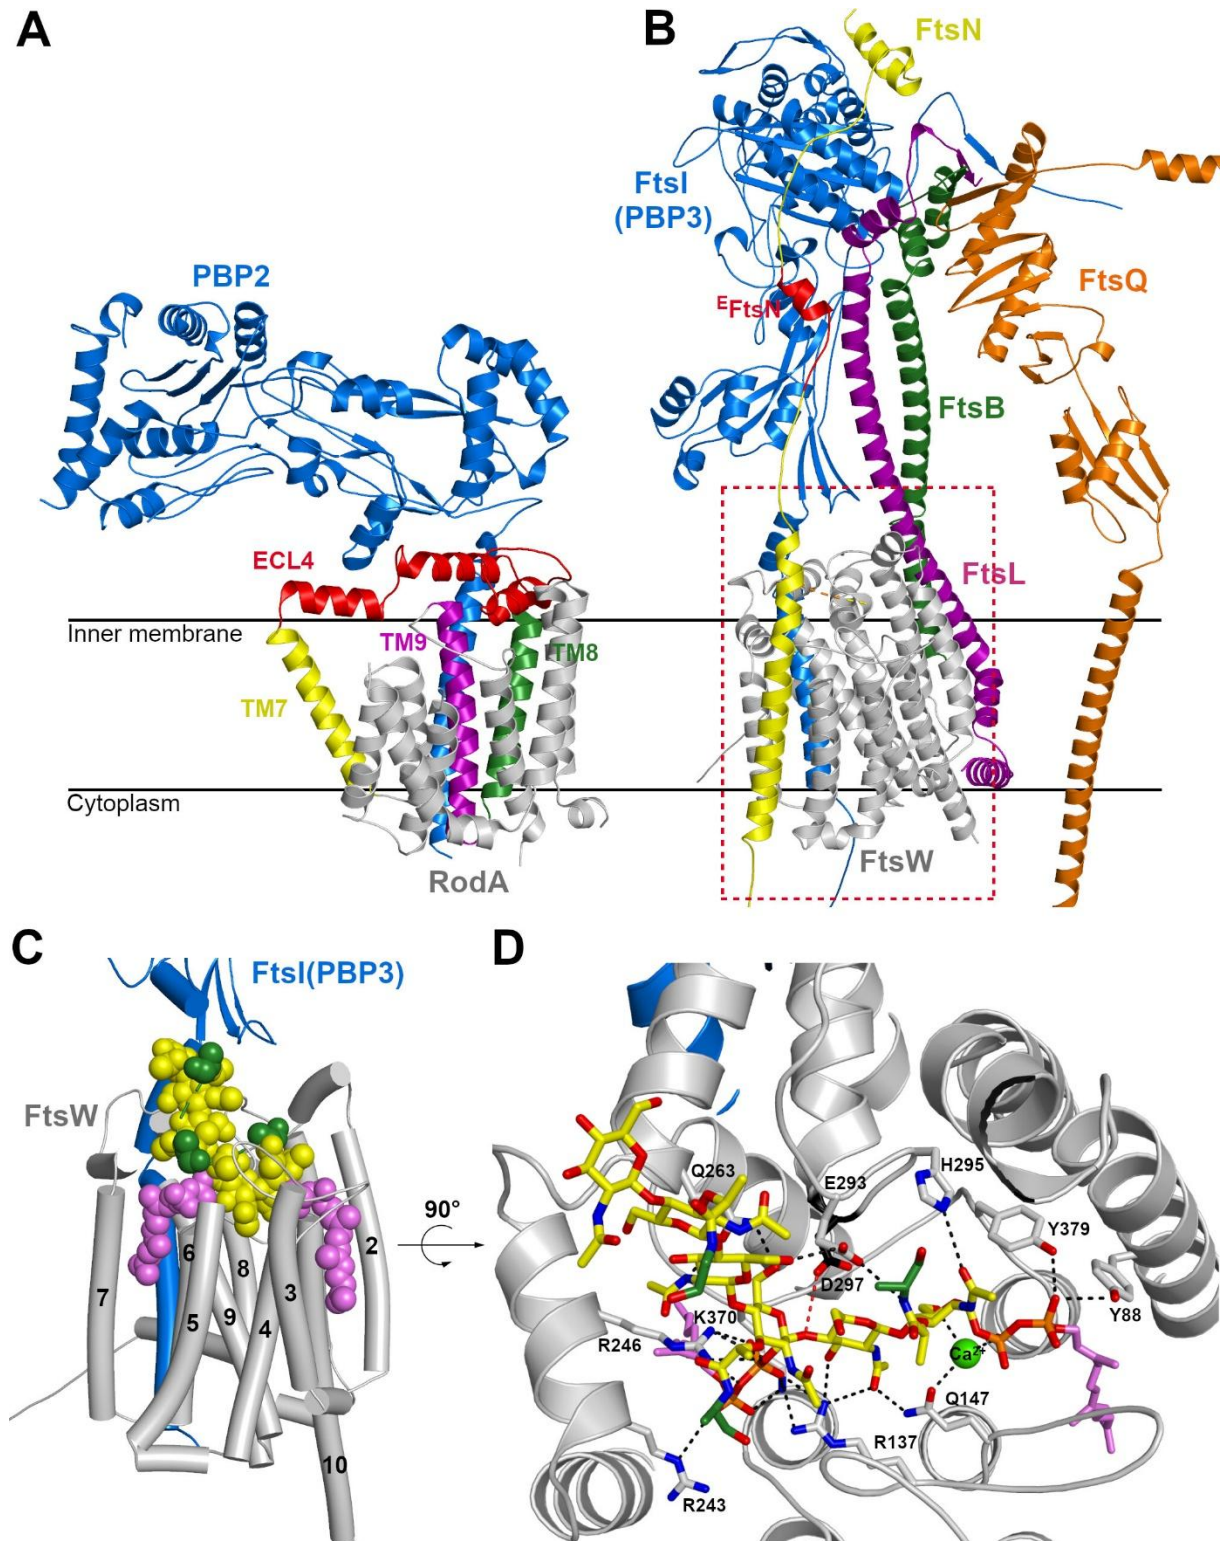 A
B
FtsN
FtsI
(PBP3)
PBP2
FtsQ
EFtsN
FtsB
ECL4
FtsL
Inner membrane
TM9
TM8
TM7
Cytoplasm
FtsW
RodA
C
D
FtsI(PBP3)
FtsW
90°
Q263
E293
H295
Y379
D297
K370
Y88
R246
Ca2+
Q147
R137
R243
2
6
8
3
7
5
9
4
10